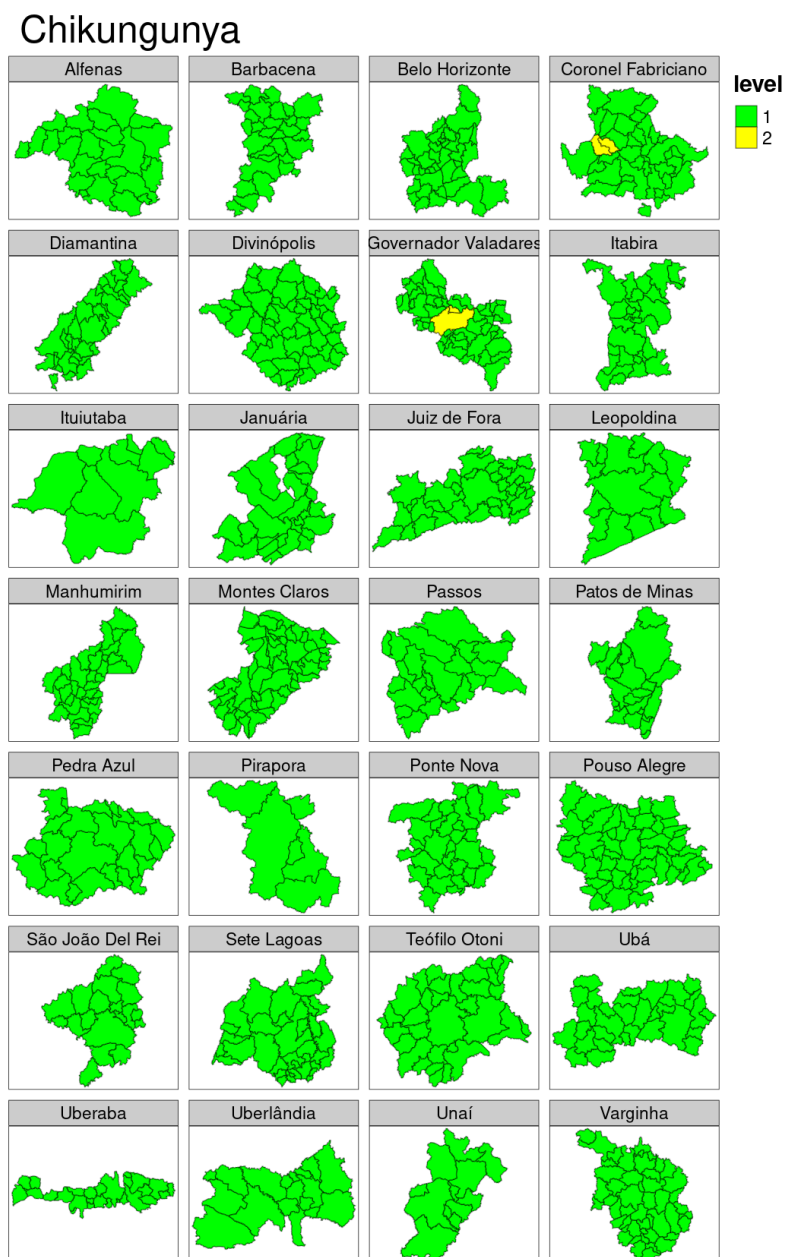 Chikungunya
Alfenas
Barbacena
Belo Horizonte
Coronel Fabriciano
level
1
2
Diamantina
Divinópolis
Governador Valadares
Itabira
Ituiutaba
Januária
Juiz de Fora
Leopoldina
Manhumirim
Montes Claros
Passos
Patos de Minas
Pedra Azul
Pirapora
Ponte Nova
Pouso Alegre
São João Del Rei
Sete Lagoas
Teófilo Otoni
Ubá
Uberaba
Uberlândia
Unaí
Varginha